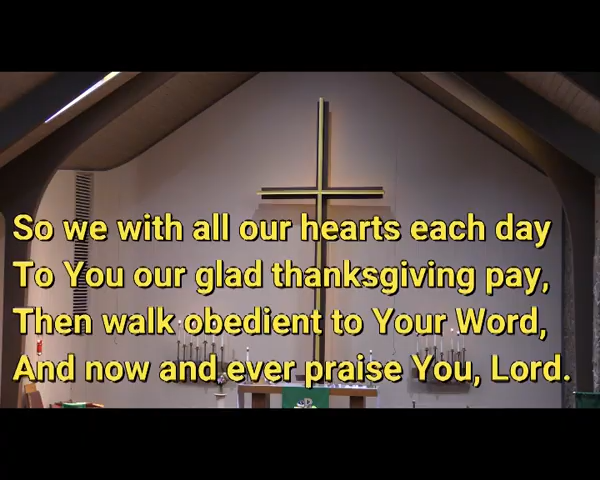 So we with all our hearts each day
To You our glad thanksgiving pay,
Then walk obedient to Your Word,
And now and ever praise You, Lord.